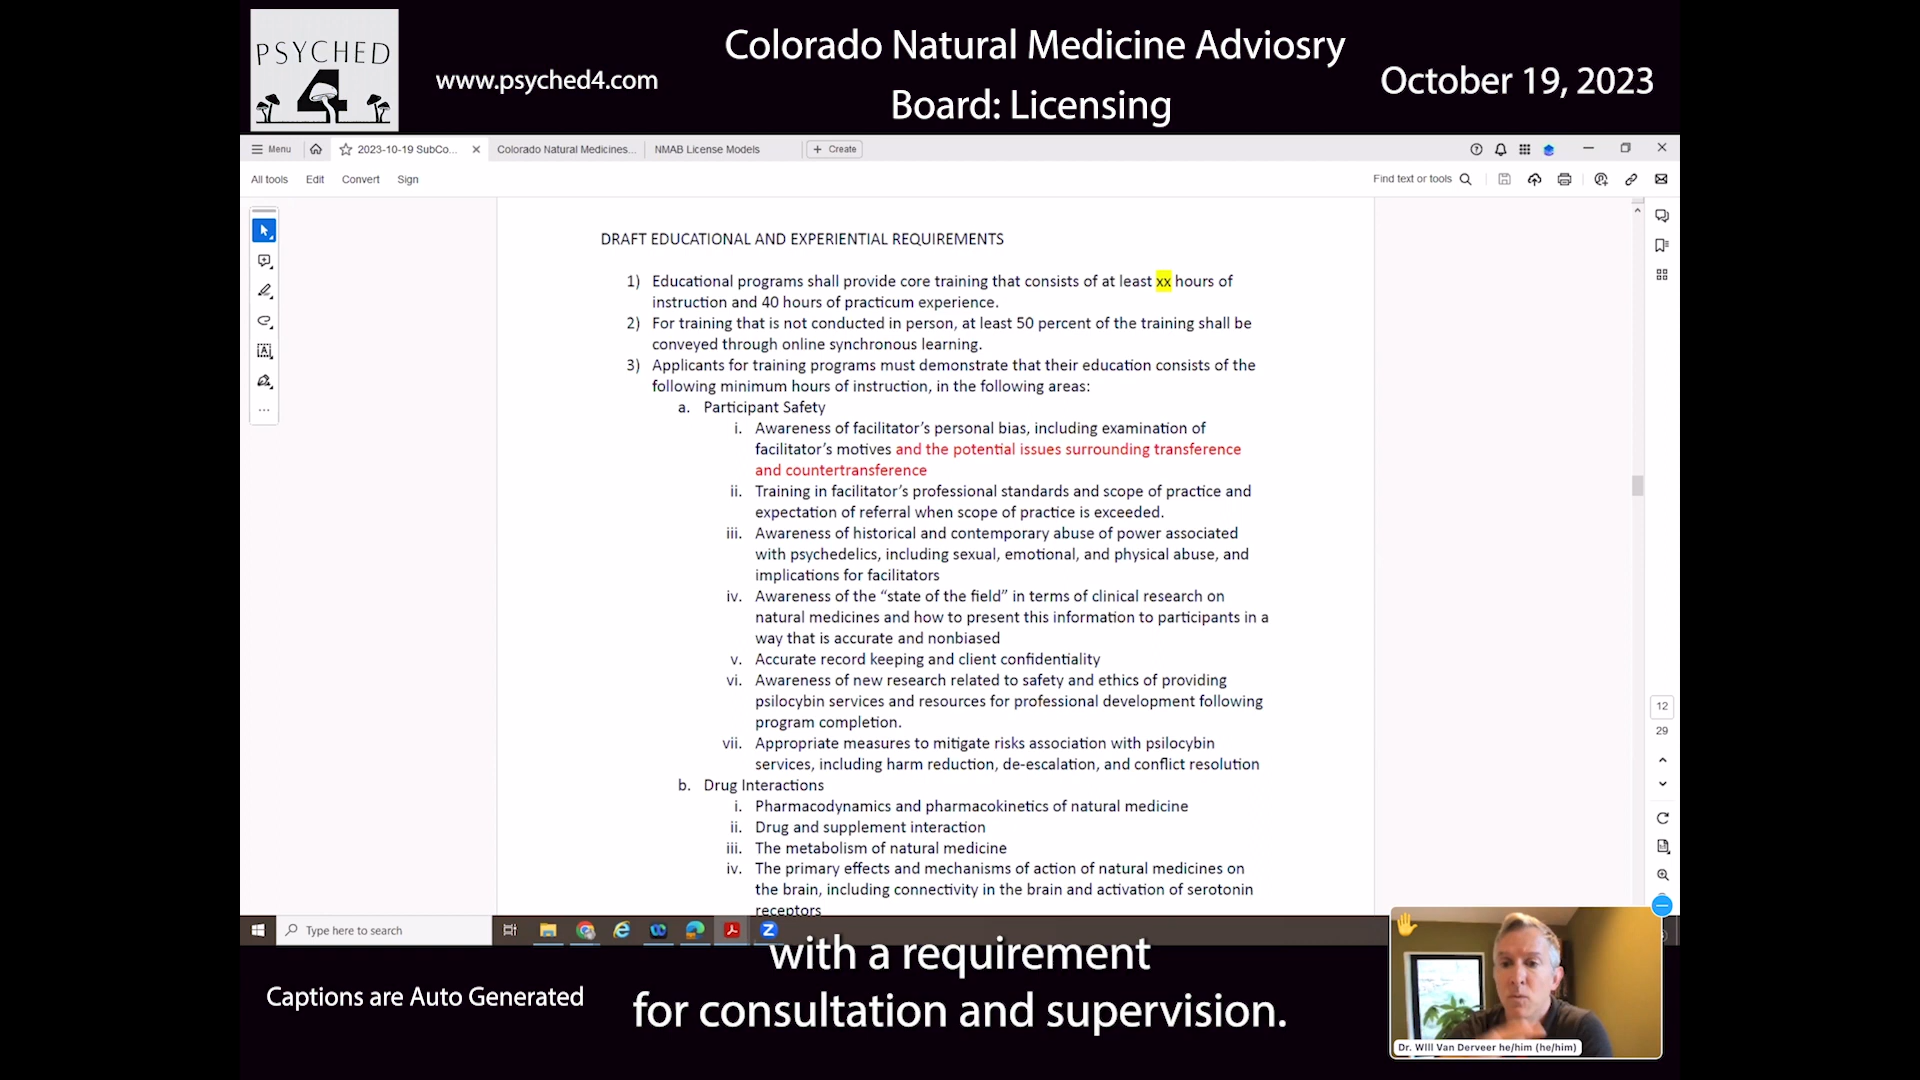 PSYCHED
4
www.psyched4.com
Colorado Natural Medicine Adviosry
Board: Licensing
October 19, 2023
Menu
2023-10-19 SubCo...
Colorado Natural Medicines...
NMAB License Models
+ Create
All tools
Edit
Convert
Sign
Find text or tools
DRAFT EDUCATIONAL AND EXPERIENTIAL REQUIREMENTS
1) Educational programs shall provide core training that consists of at least xx hours of
instruction and 40 hours of practicum experience.
2) For training that is not conducted in person, at least 50 percent of the training shall be
conveyed through online synchronous learning.
3) Applicants for training programs must demonstrate that their education consists of the
following minimum hours of instruction, in the following areas:
a. Participant Safety
i. Awareness of facilitator’s personal bias, including examination of
facilitator’s motives and the potential issues surrounding transference
and countertransference
ii. Training in facilitator’s professional standards and scope of practice and
expectation of referral when scope of practice is exceeded.
iii. Awareness of historical and contemporary abuse of power associated
with psychedelics, including sexual, emotional, and physical abuse, and
implications for facilitators
iv. Awareness of the “state of the field” in terms of clinical research on
natural medicines and how to present this information to participants in a
way that is accurate and nonbiased
v. Accurate record keeping and client confidentiality
vi. Awareness of new research related to safety and ethics of providing
psilocybin services and resources for professional development following
program completion.
vii. Appropriate measures to mitigate risks association with psilocybin
services, including harm reduction, de-escalation, and conflict resolution
b. Drug Interactions
i. Pharmacodynamics and pharmacokinetics of natural medicine
ii. Drug and supplement interaction
iii. The metabolism of natural medicine
iv. The primary effects and mechanisms of action of natural medicines on
the brain, including connectivity in the brain and activation of serotonin
receptors
12
29
Type here to search
with a requirement
for consultation and supervision.
Captions are Auto Generated
Dr. Will Van Derveer he/him (he/him)